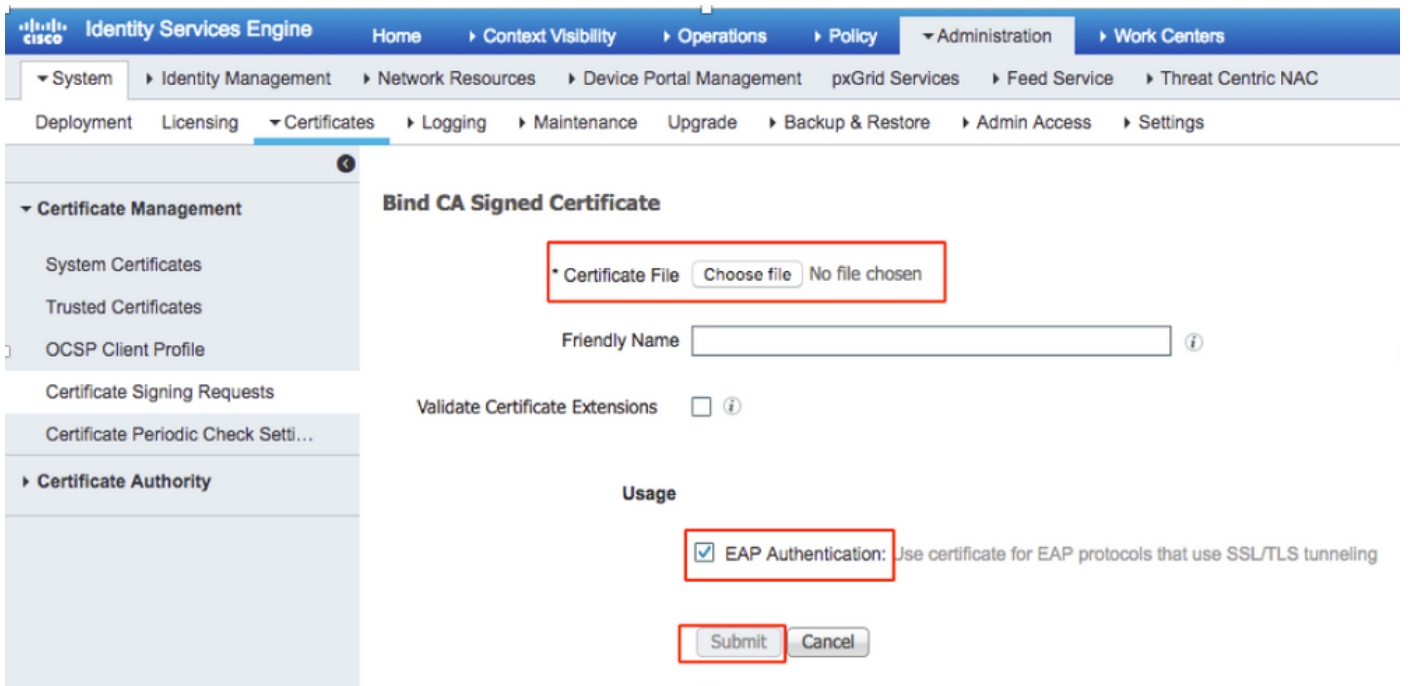 cisco Identity Services Engine Home Context Visibility Operations Policy Administration Work Centers
System Identity Management Network Resources Device Portal Management pxGrid Services Feed Service Threat Centric NAC
Deployment Licensing Certificates Logging Maintenance Upgrade Backup & Restore Admin Access Settings
Certificate Management
System Certificates
Trusted Certificates
OCSP Client Profile
Certificate Signing Requests
Certificate Periodic Check Setti...
Certificate Authority
Bind CA Signed Certificate
* Certificate File Choose file No file chosen
Friendly Name
Validate Certificate Extensions
Usage
EAP Authentication: Use certificate for EAP protocols that use SSL/TLS tunneling
Submit Cancel